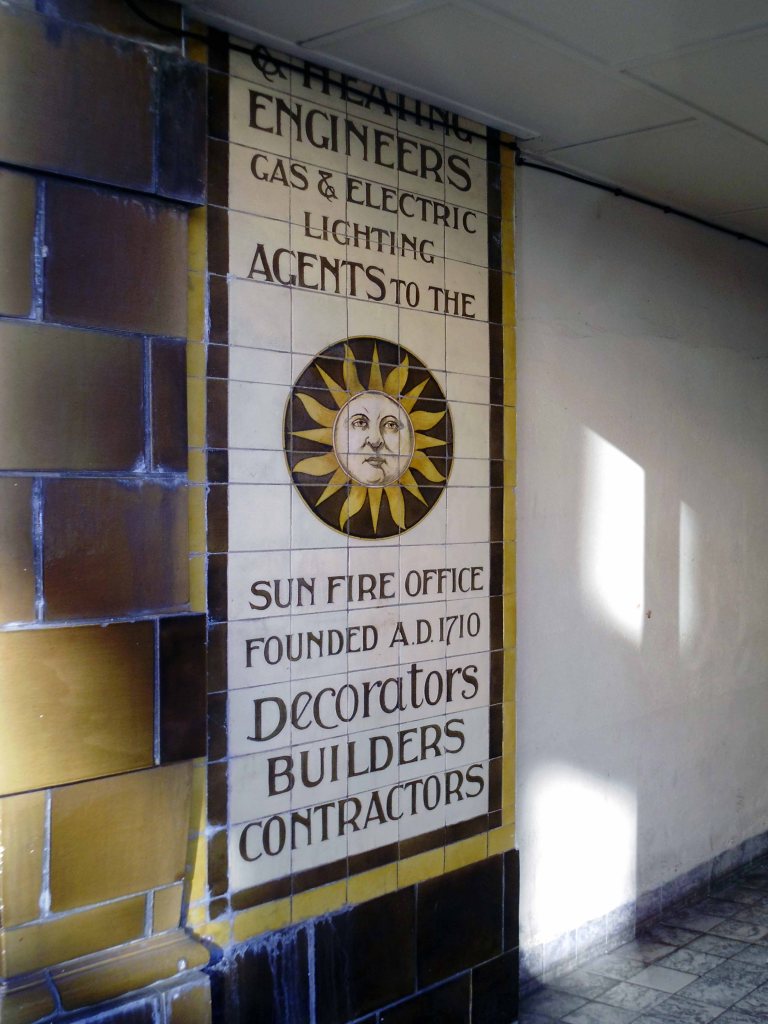 & HEATING
ENGINEERS
GAS & ELECTRIC
LIGHTING
AGENTS TO THE
SUN FIRE OFFICE
FOUNDED A.D. 1710
Decorators
BUILDERS
CONTRACTORS